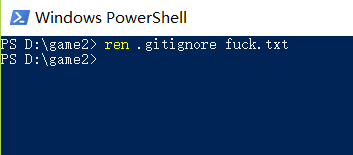 Windows PowerShell
PS D:\game2> ren .gitignore fuck.txt
PS D:\game2>